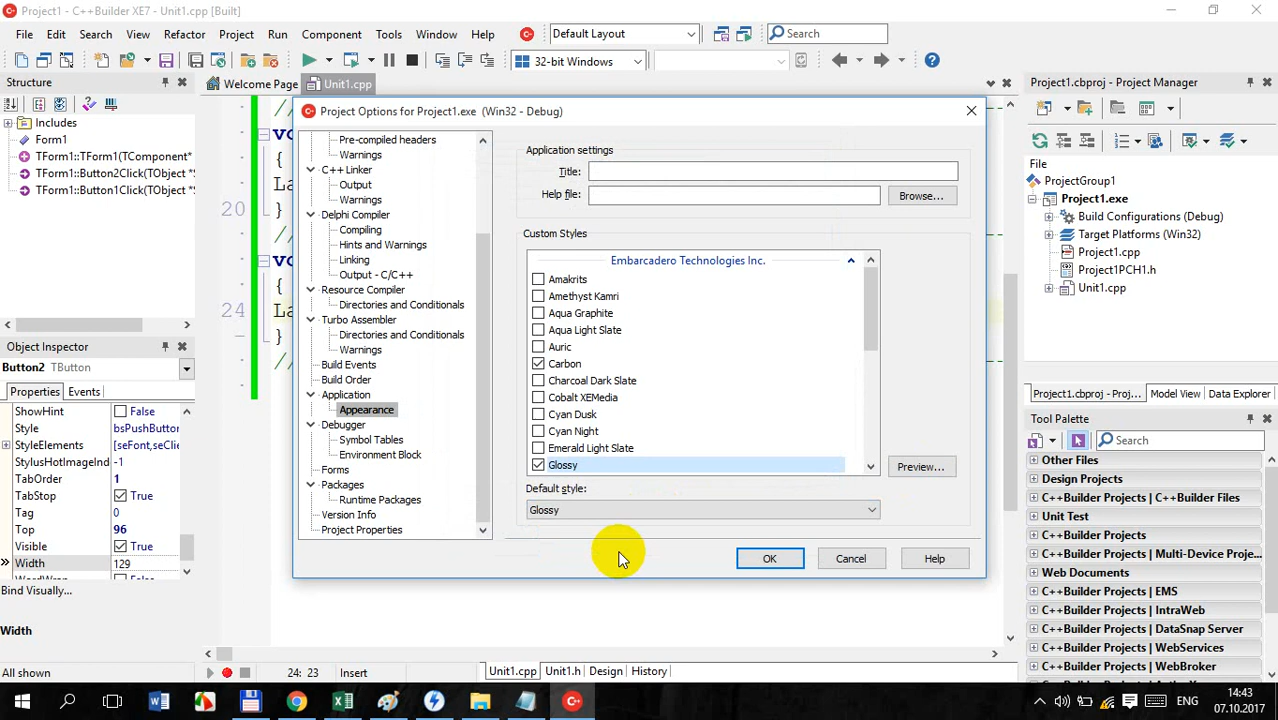 Project1 - C++Builder XE7 - Unit1.cpp [Built]
File Edit Search View Refactor Project Run Component Tools Window Help
Default Layout
Search
32-bit Windows
Structure
Includes
Form1
TForm1::TForm1(TComponent*
TForm1::Button2Click(TObject *S
TForm1::Button1Click(TObject *S
Object Inspector
Button2 TButton
Properties Events
ShowHint False
Style bsPushButton
StyleElements [seFont,seClie
StylusHotImageInd -1
TabOrder 1
TabStop True
Tag 0
Top 96
Visible True
Width 129
Bind Visually...
Width
All shown
Welcome Page Unit1.cpp
20
24
Project Options for Project1.exe (Win32 - Debug)
Pre-compiled headers
Warnings
C++ Linker
Output
Warnings
Delphi Compiler
Compiling
Hints and Warnings
Linking
Output - C/C++
Resource Compiler
Directories and Conditionals
Turbo Assembler
Directories and Conditionals
Warnings
Build Events
Build Order
Application
Appearance
Debugger
Symbol Tables
Environment Block
Forms
Packages
Runtime Packages
Version Info
Project Properties
Application settings
Title:
Help file:
Browse...
Custom Styles
Embarcadero Technologies Inc.
Amakrits
Amethyst Kamri
Aqua Graphite
Aqua Light Slate
Auric
Carbon
Charcoal Dark Slate
Cobalt XEMedia
Cyan Dusk
Cyan Night
Emerald Light Slate
Glossy
Preview...
Default style:
Glossy
OK Cancel Help
24: 23 Insert Unit1.cpp Unit1.h Design History
Project1.cbproj - Project Manager
File
ProjectGroup1
Project1.exe
Build Configurations (Debug)
Target Platforms (Win32)
Project1.cpp
Project1PCH1.h
Unit1.cpp
Project1.cbproj - Proj... Model View Data Explorer
Tool Palette
Search
Other Files
Design Projects
C++Builder Projects | C++Builder Files
Unit Test
C++Builder Projects
C++Builder Projects | Multi-Device Proje...
Web Documents
C++Builder Projects | EMS
C++Builder Projects | IntraWeb
C++Builder Projects | DataSnap Server
C++Builder Projects | WebServices
C++Builder Projects | WebBroker
ENG
14:43
07.10.2017